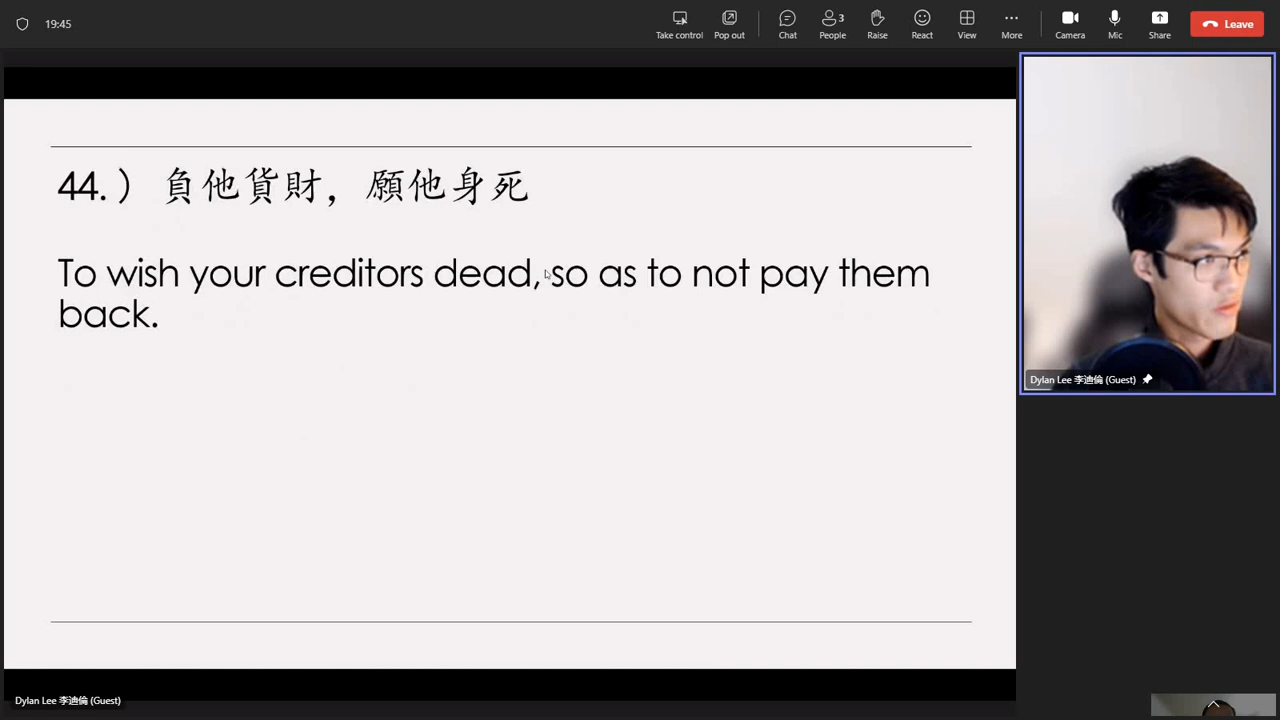 19:45
Take control
Pop out
Chat
3
People
Raise
React
View
More
Camera
Mic
Share
Leave
44.） 負他貨財，願他身死
To wish your creditors dead, so as to not pay them
back.
Dylan Lee 李迪倫 (Guest)
Dylan Lee 李迪倫 (Guest)